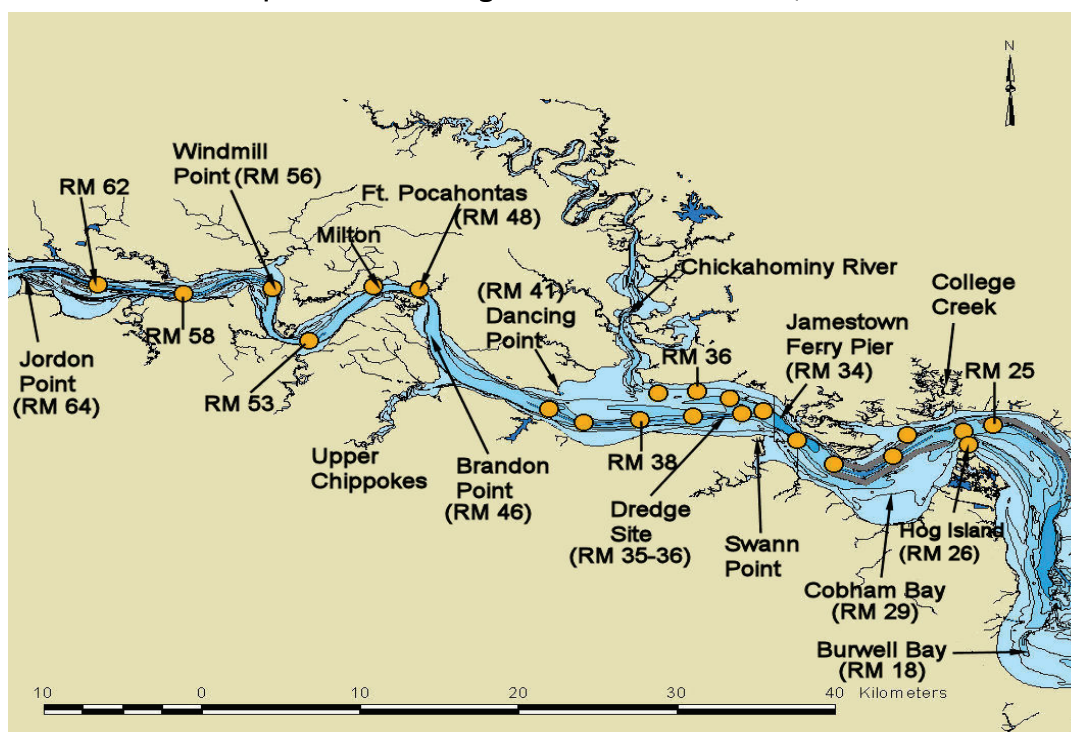 N
Windmill
Point (RM 56)
RM 62
Ft. Pocahontas
(RM 48)
Milton
Chickahominy River
College
Creek
(RM 41)
Dancing
Point
Jamestown
Ferry Pier
(RM 34)
RM 36
RM 25
RM 58
Jordon
Point
(RM 64)
RM 53
Upper
Chippokes
Brandon
Point
(RM 46)
RM 38
Dredge
Site
(RM 35-36)
Swann
Point
Hog Island
(RM 26)
Cobham Bay
(RM 29)
Burwell Bay
(RM 18)
10 0 10 20 30 40 Kilometers